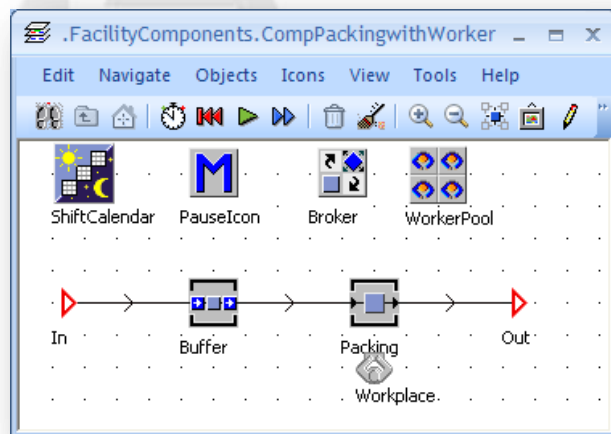 .FacilityComponents.CompPackingwithWorker
Edit Navigate Objects Icons View Tools Help
ShiftCalendar PauseIcon Broker WorkerPool
In Buffer Packing Out
Workplace